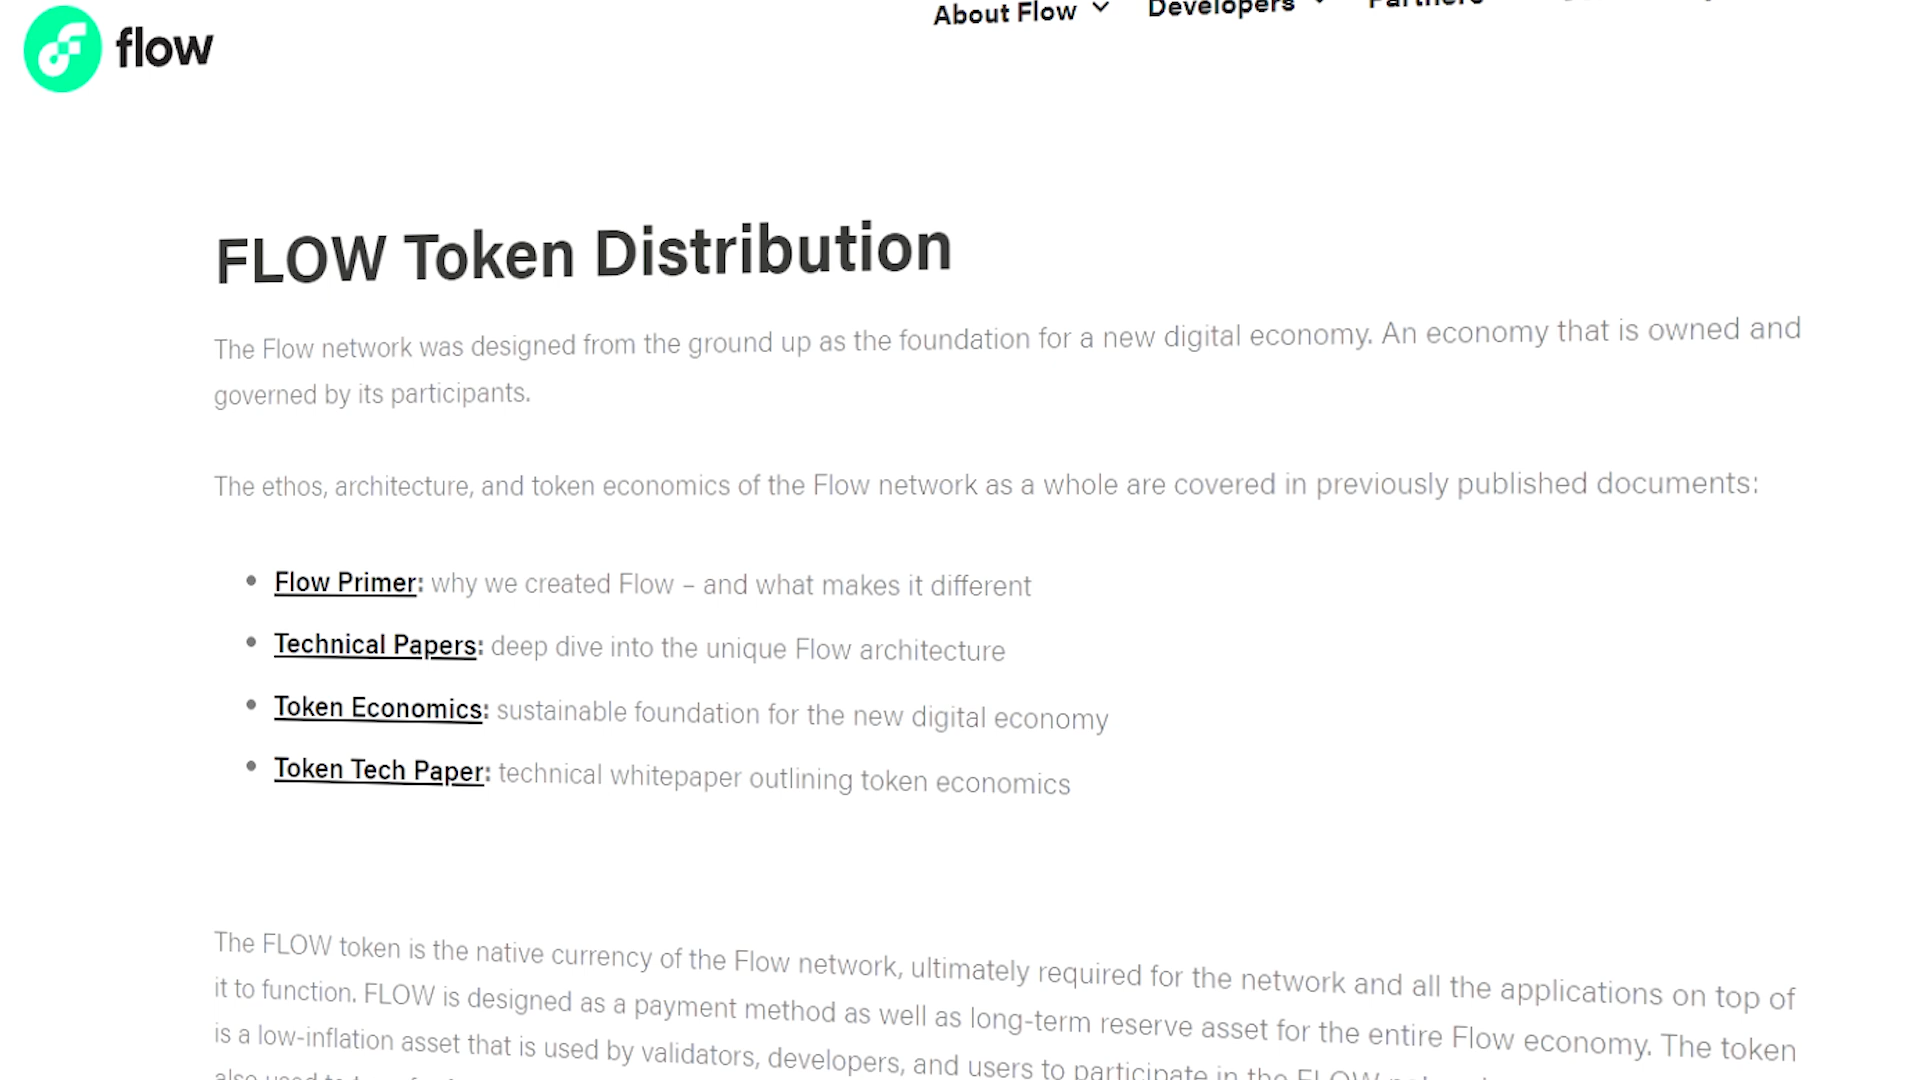 About Flow Developers
flow
FLOW Token Distribution
The Flow network was designed from the ground up as the foundation for a new digital economy. An economy that is owned and
governed by its participants.
The ethos, architecture, and token economics of the Flow network as a whole are covered in previously published documents:
Flow Primer: why we created Flow – and what makes it different
Technical Papers: deep dive into the unique Flow architecture
Token Economics: sustainable foundation for the new digital economy
Token Tech Paper: technical whitepaper outlining token economics
The FLOW token is the native currency of the Flow network, ultimately required for the network and all the applications on top of
it to function. FLOW is designed as a payment method as well as long-term reserve asset for the entire Flow economy. The token
is a low-inflation asset that is used by validators, developers, and users to participate in the FLOW